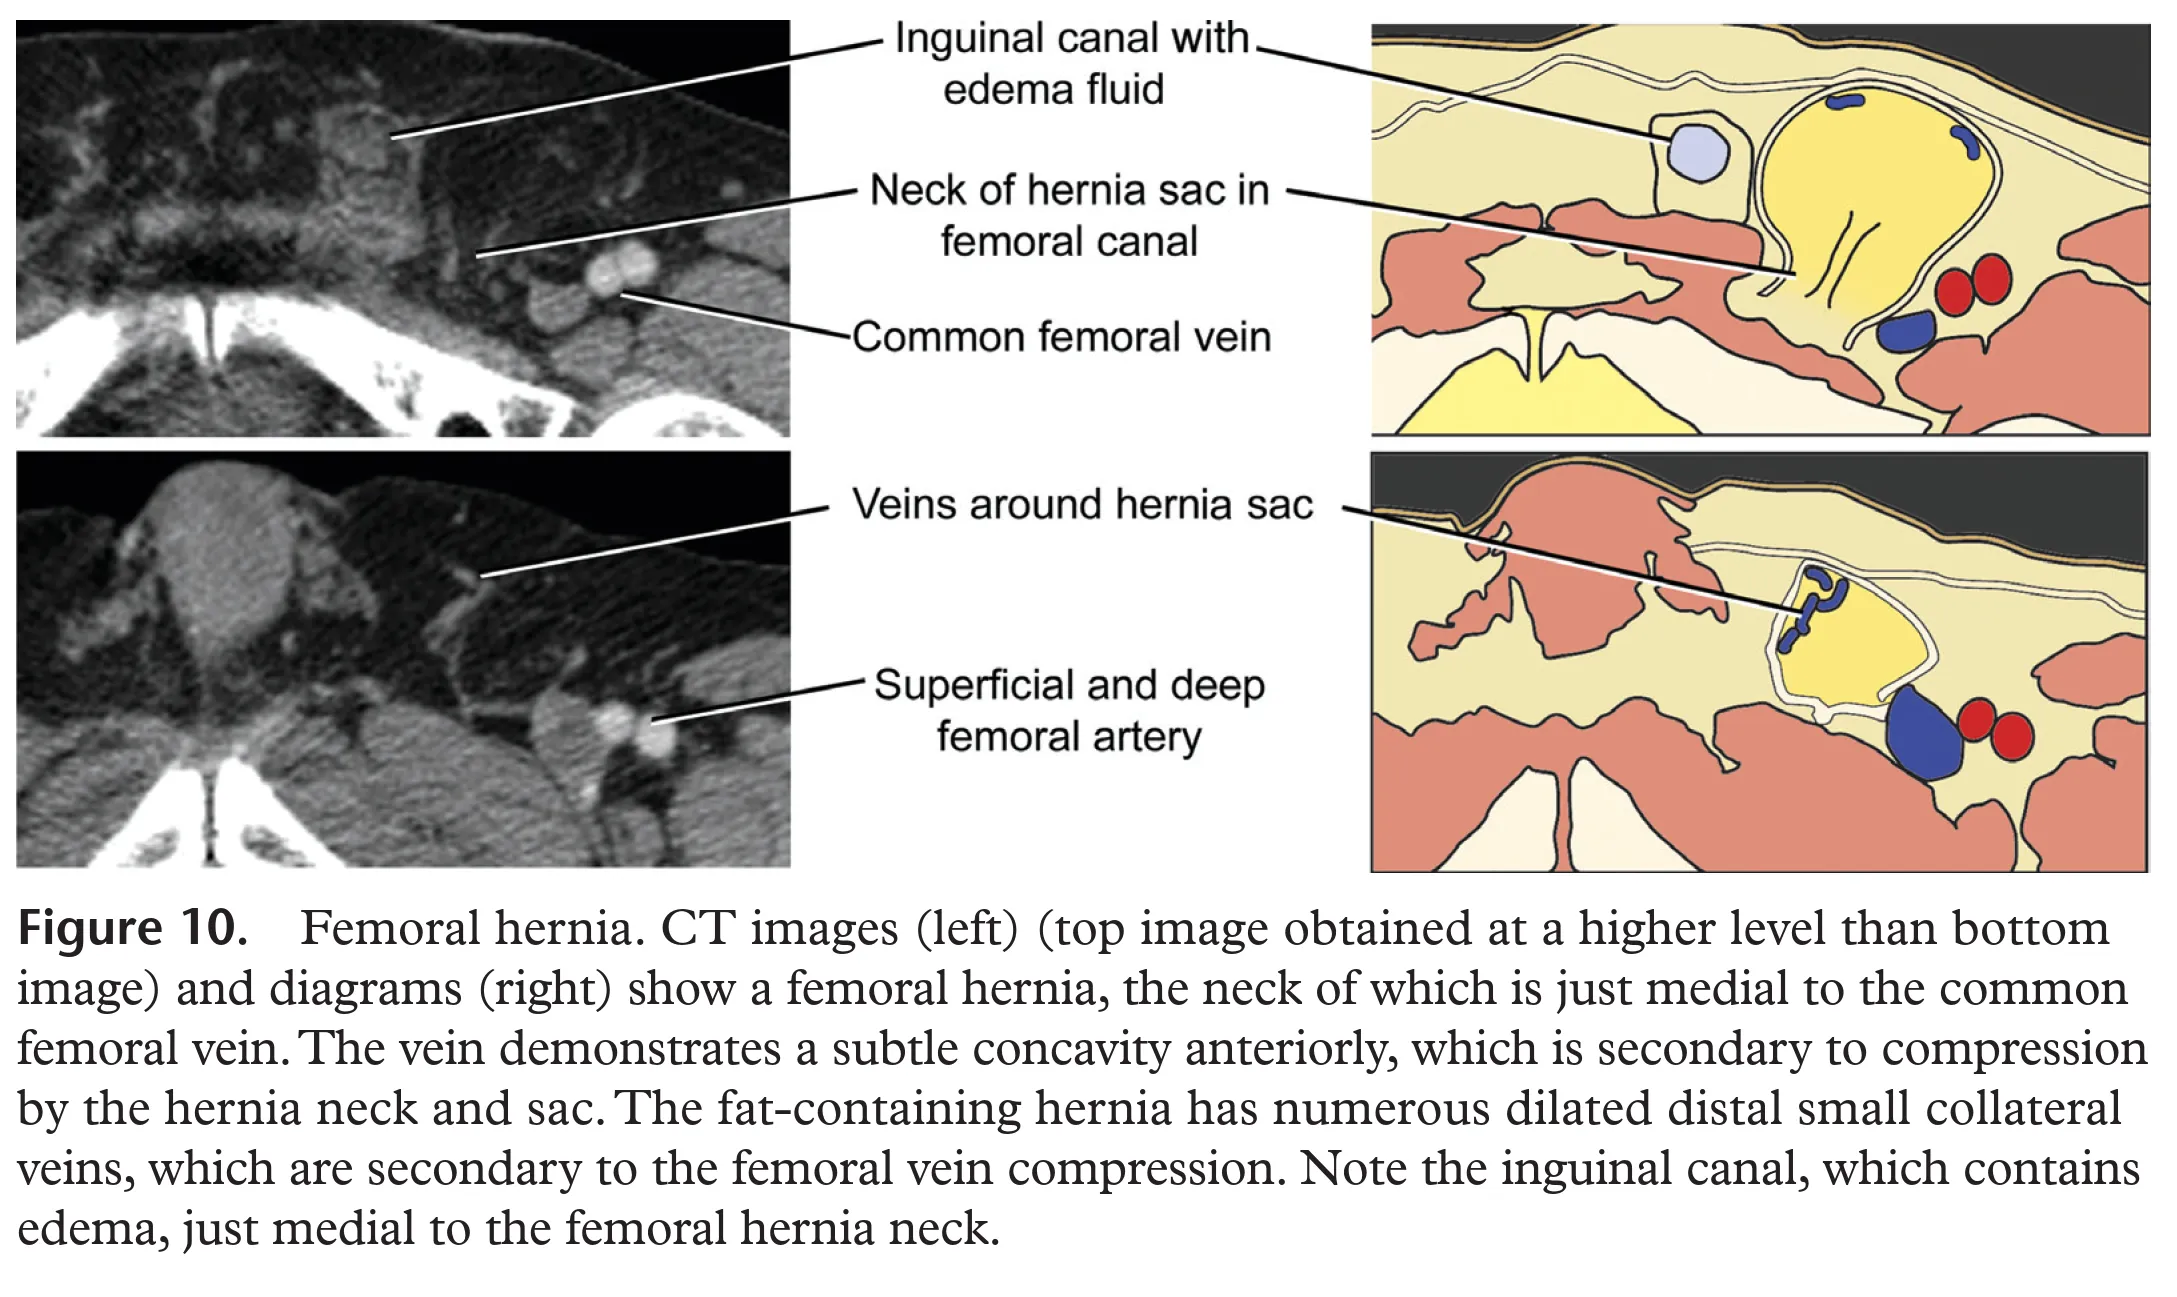 Inguinal canal with
edema fluid
Neck of hernia sac in
femoral canal
Common femoral vein
Veins around hernia sac
Superficial and deep
femoral artery
Figure 10. Femoral hernia. CT images (left) (top image obtained at a higher level than bottom
image) and diagrams (right) show a femoral hernia, the neck of which is just medial to the common
femoral vein. The vein demonstrates a subtle concavity anteriorly, which is secondary to compression
by the hernia neck and sac. The fat-containing hernia has numerous dilated distal small collateral
veins, which are secondary to the femoral vein compression. Note the inguinal canal, which contains
edema, just medial to the femoral hernia neck.